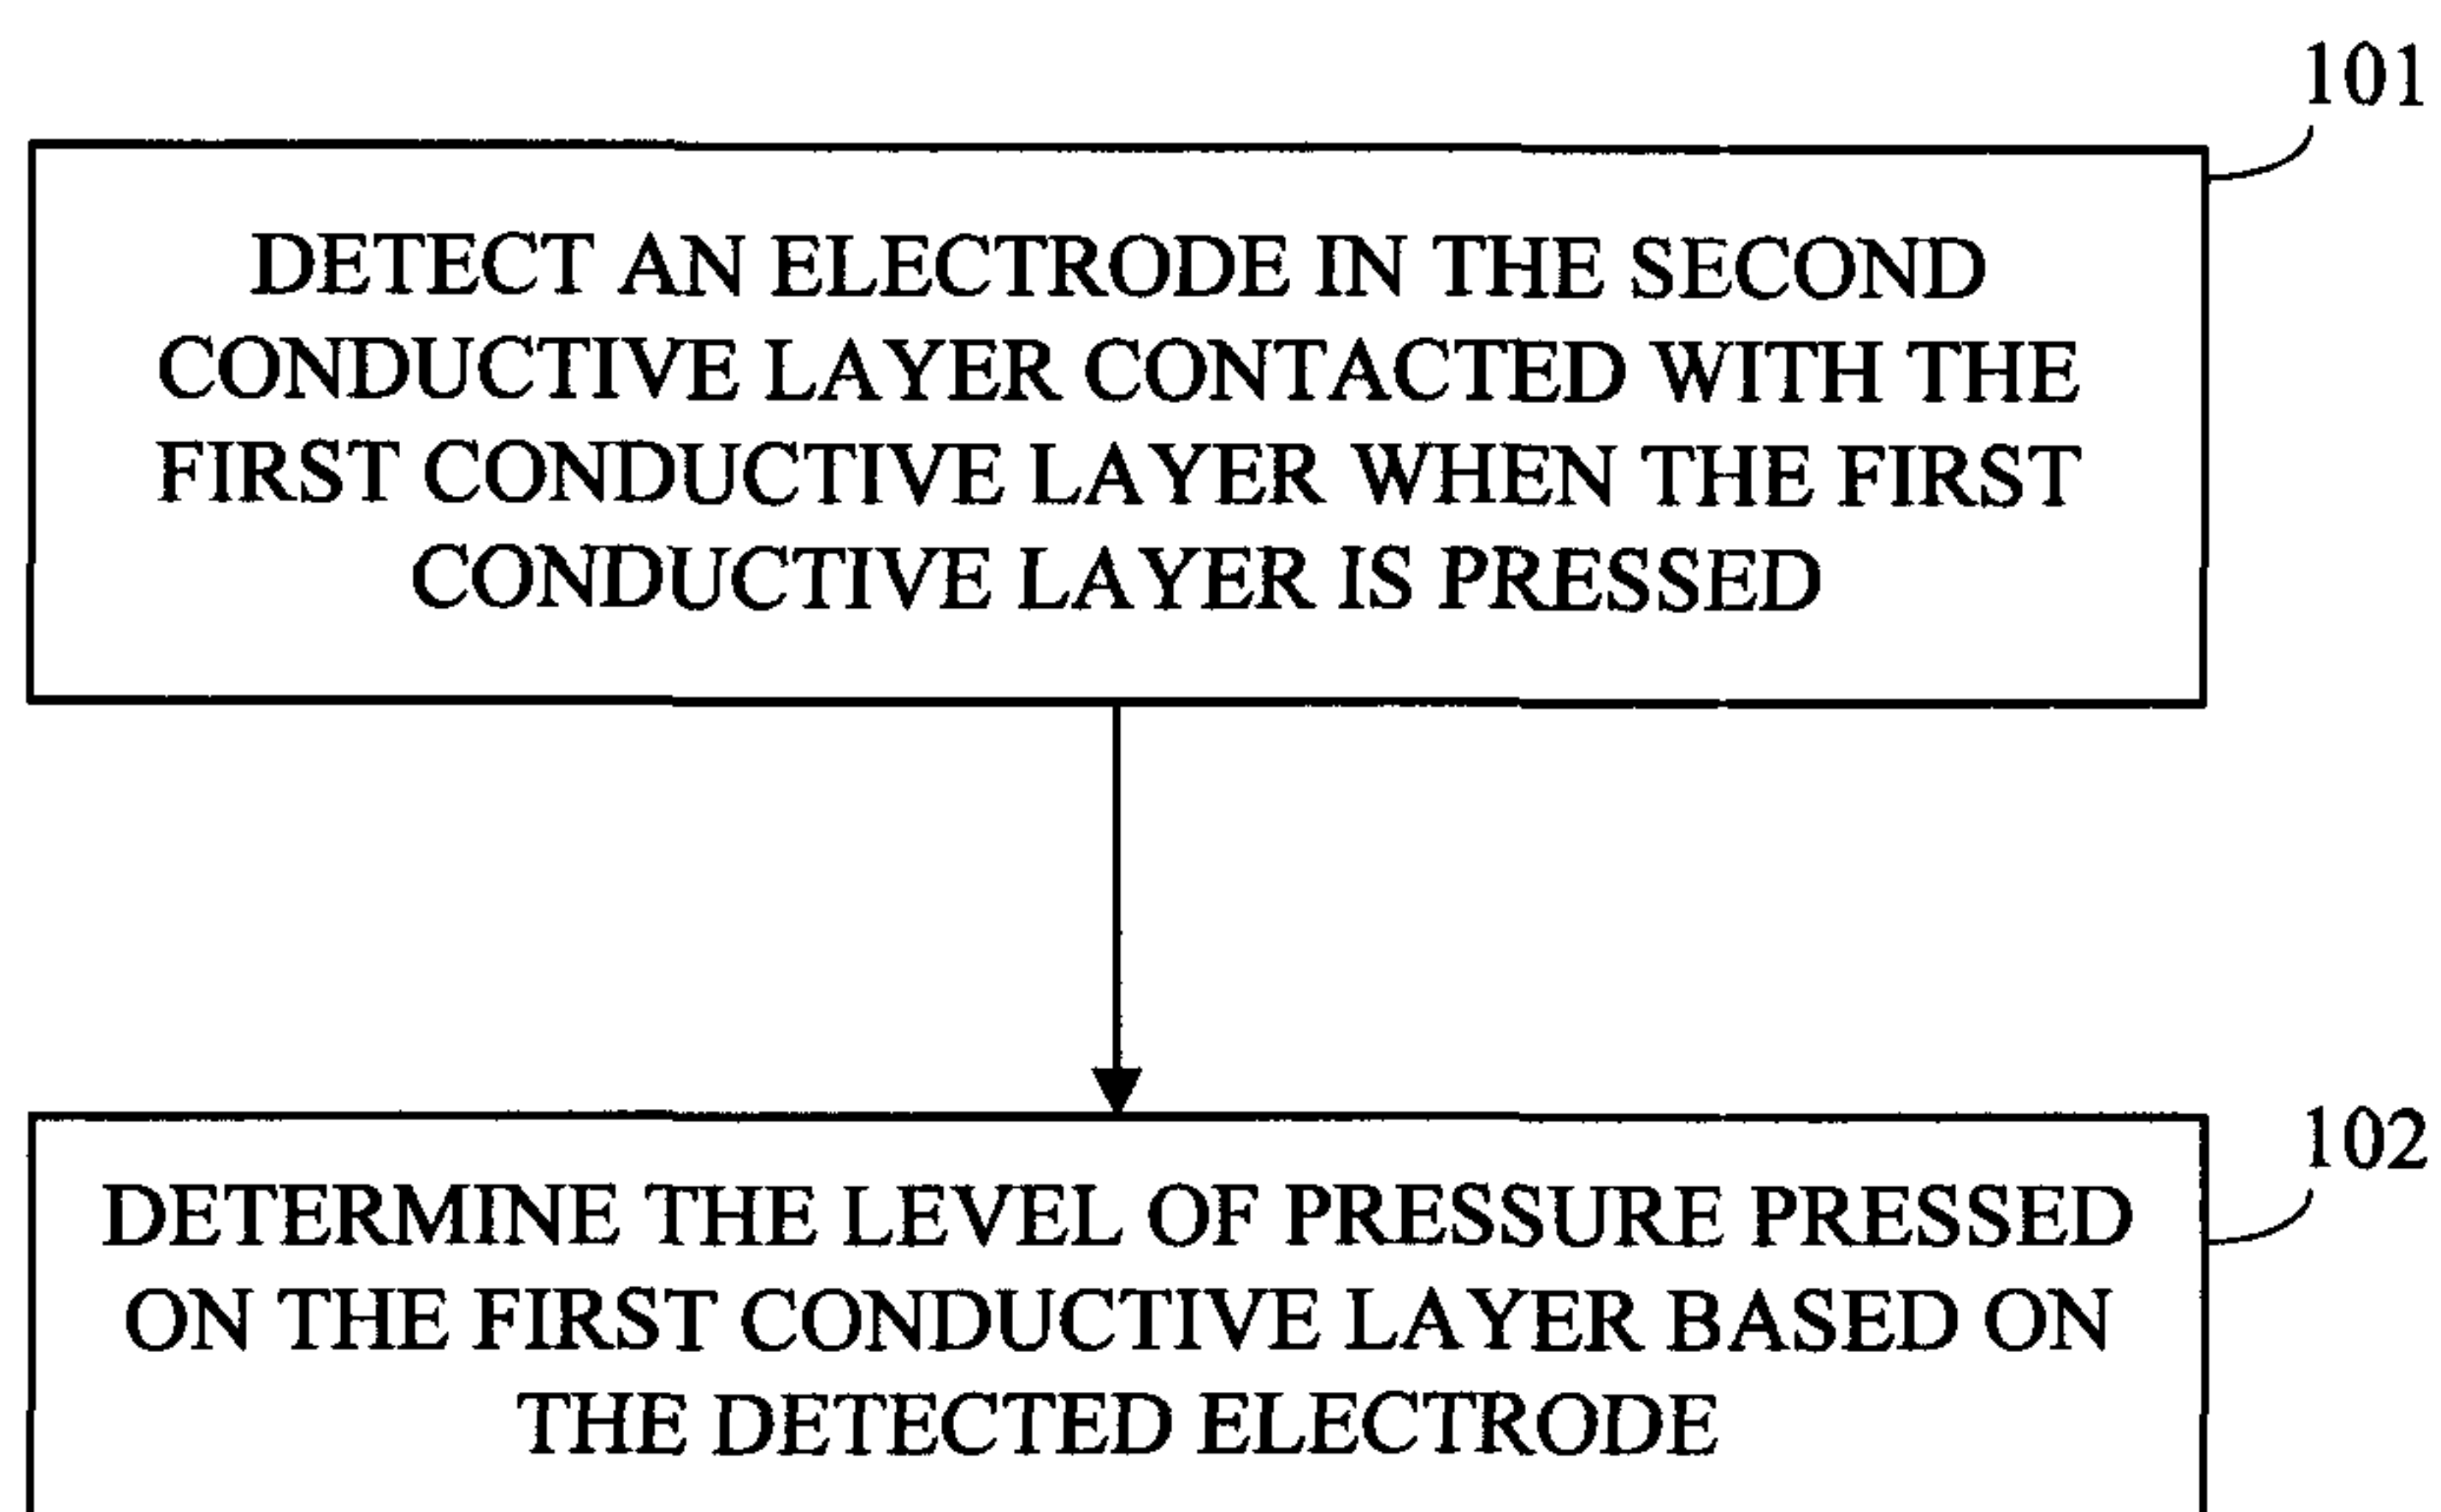 101
DETECT AN ELECTRODE IN THE SECOND
CONDUCTIVE LAYER CONTACTED WITH THE
FIRST CONDUCTIVE LAYER WHEN THE FIRST
CONDUCTIVE LAYER IS PRESSED
102
DETERMINE THE LEVEL OF PRESSURE PRESSED
ON THE FIRST CONDUCTIVE LAYER BASED ON
THE DETECTED ELECTRODE